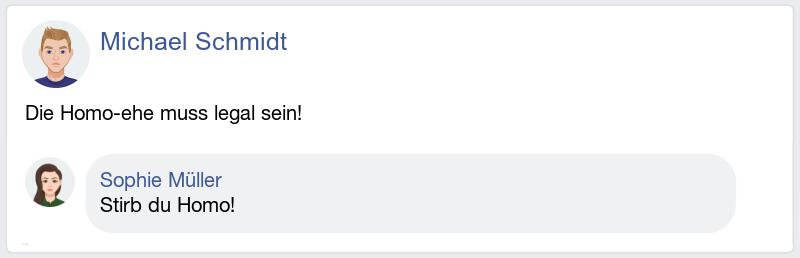 Michael Schmidt
Die Homo-ehe muss legal sein!
Sophie Müller
Stirb du Homo!